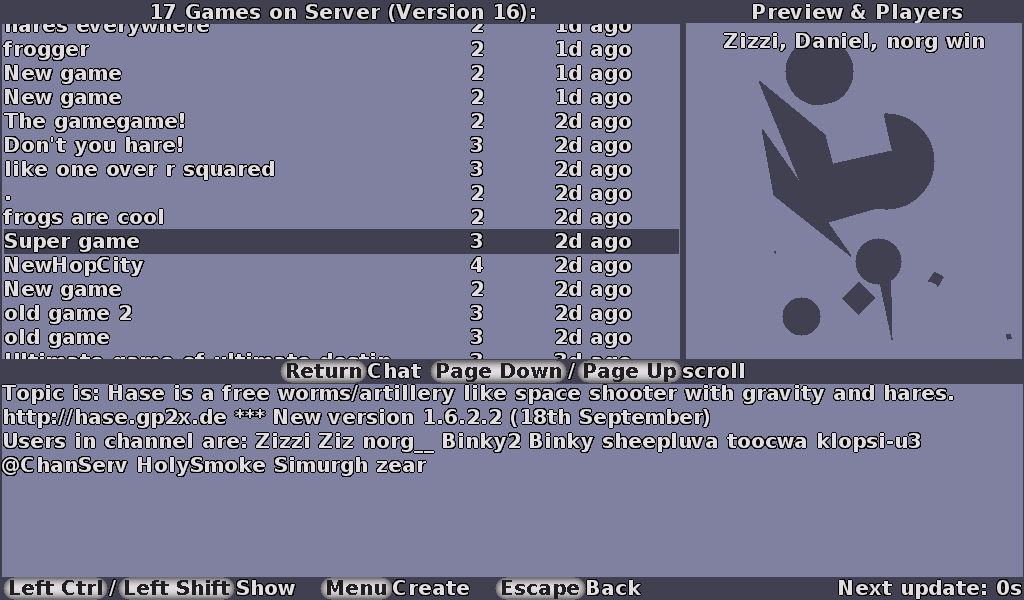 17 Games on Server (Version 16):
Preview & Players
hares everywhere 2 1d ago
frogger 2 1d ago
New game 2 1d ago
New game 2 1d ago
The gamegame! 2 2d ago
Don't you hare! 3 2d ago
like one over r squared 3 2d ago
. 2 2d ago
frogs are cool 2 2d ago
Super game 3 2d ago
NewHopCity 4 2d ago
New game 2 2d ago
old game 2 3 2d ago
old game 3 2d ago
Ultimate game of ultimate destin
Zizzi, Daniel, norg win
Return Chat Page Down / Page Up scroll
Topic is: Hase is a free worms/artillery like space shooter with gravity and hares.
http://hase.gp2x.de *** New version 1.6.2.2 (18th September)
Users in channel are: Zizzi Ziz norg__ Binky2 Binky sheepluva toocwa klopsi-u3
@ChanServ HolySmoke Simurgh zear
Left Ctrl / Left Shift Show Menu Create Escape Back Next update: 0s